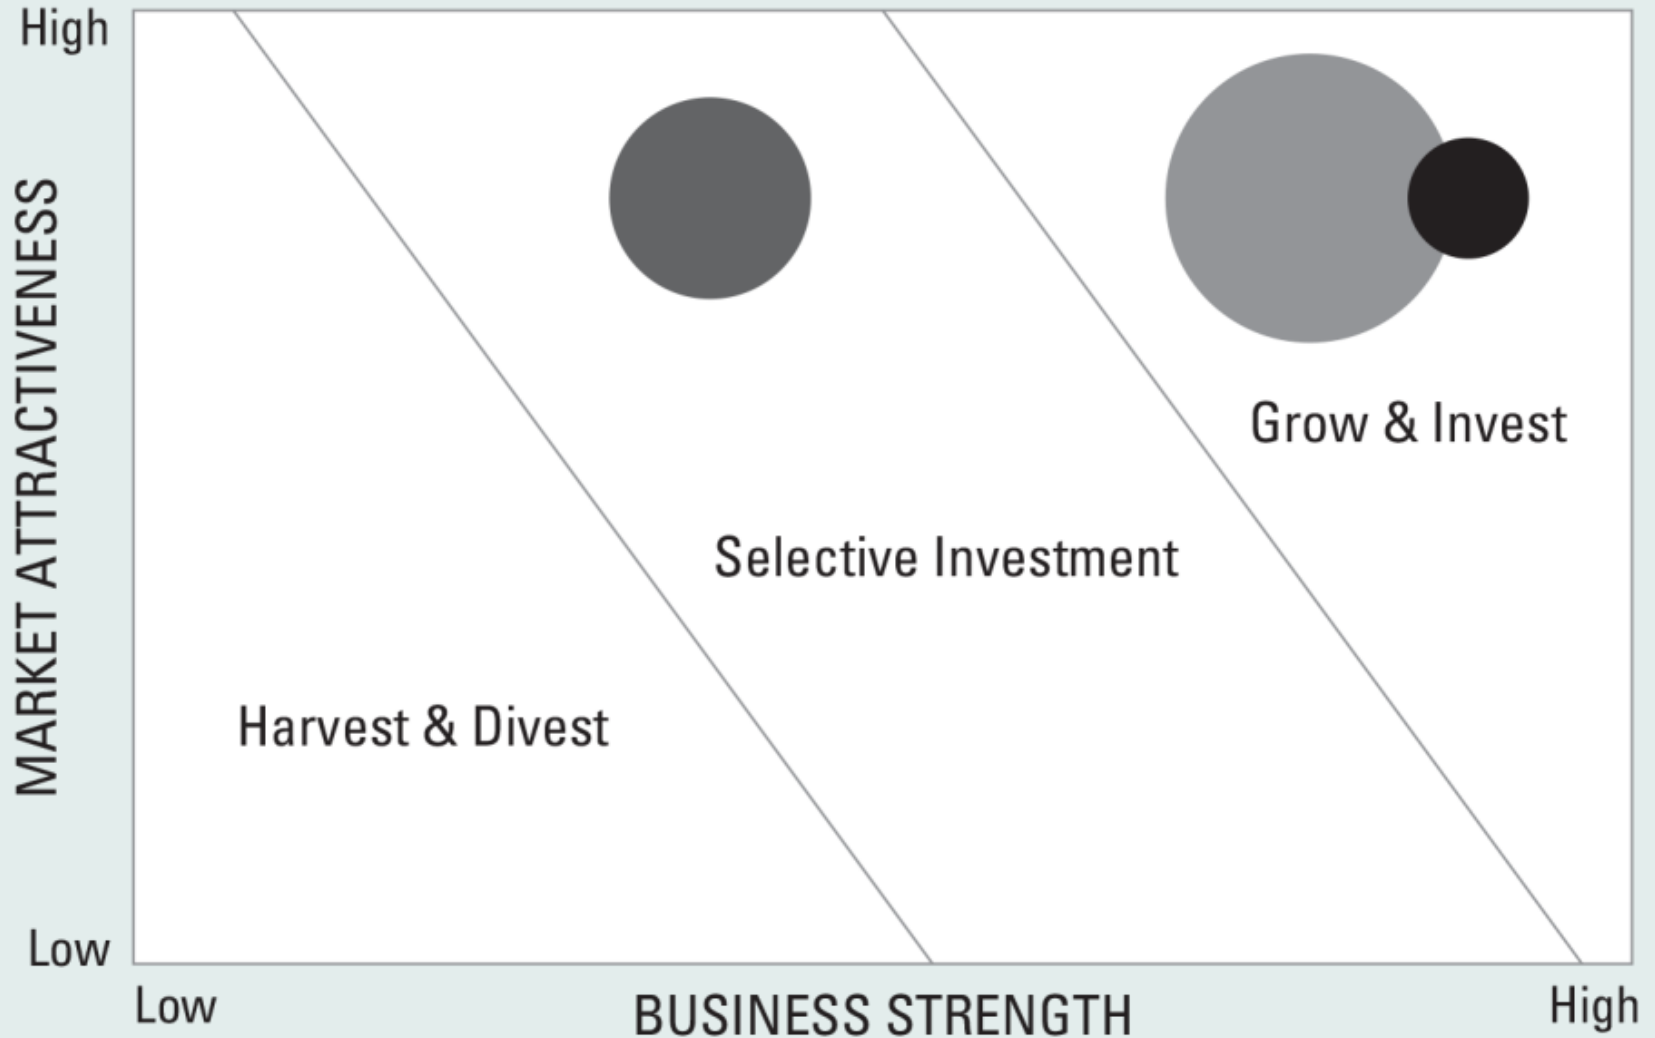 High
MARKET ATTRACTIVENESS
Grow & Invest
Selective Investment
Harvest & Divest
Low
Low
BUSINESS STRENGTH
High